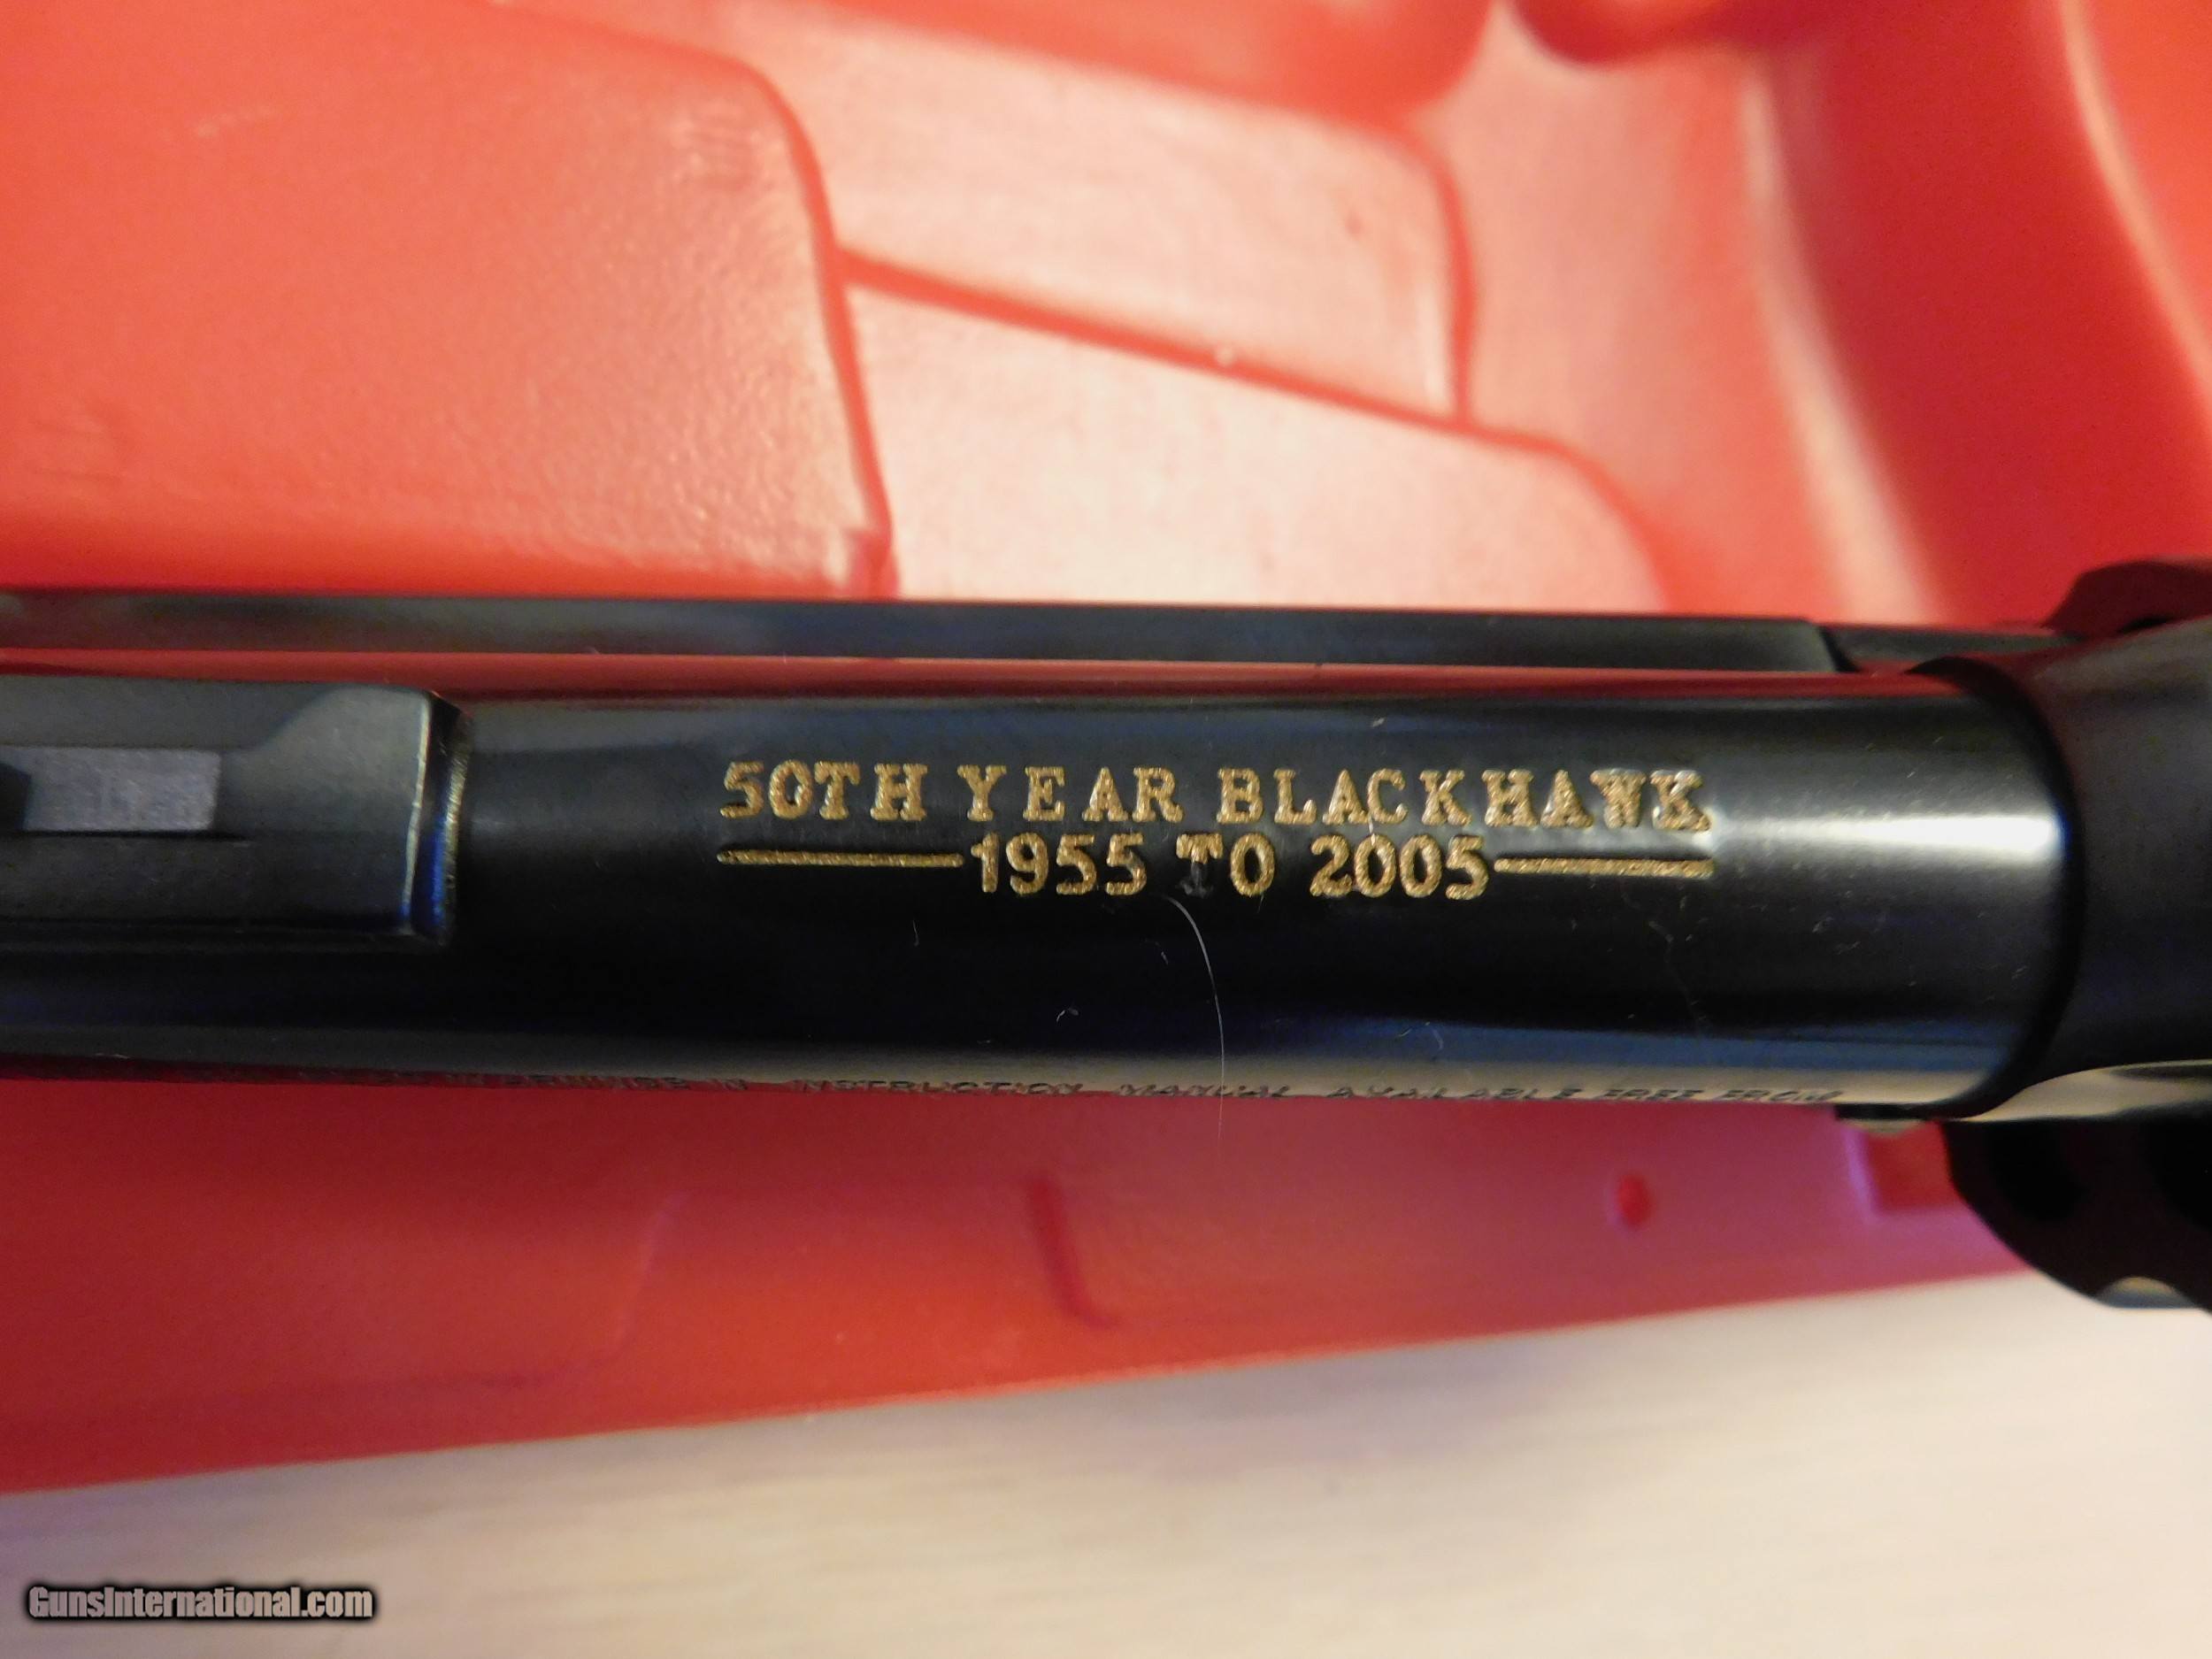 50TH YEAR BLACKHAWK
1955 TO 2005
INSTRUCTION MANUAL AVAILABLE FREE FROM
GunsInternational.com